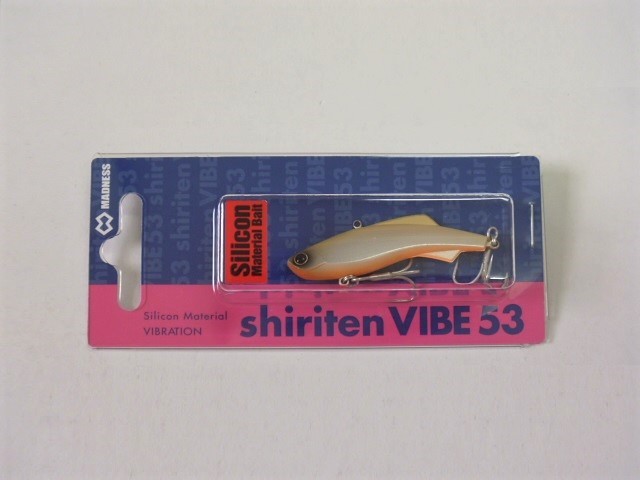 MADNESS
Silicon
Material Bait
Silicon Material
VIBRATION
shiriten VIBE 53